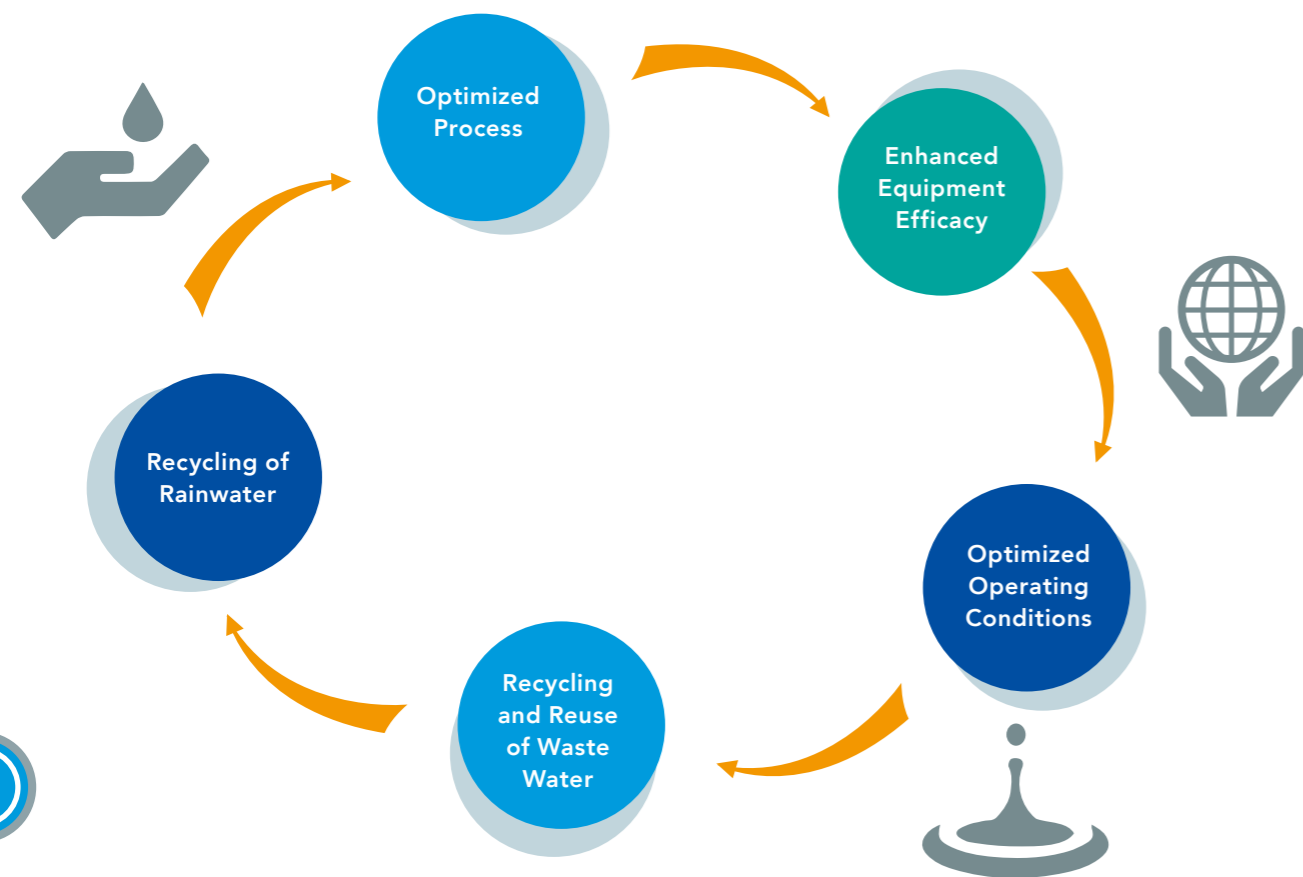 Optimized
Process
Enhanced
Equipment
Efficacy
Optimized
Operating
Conditions
Recycling
and Reuse
of Waste
Water
Recycling of
Rainwater